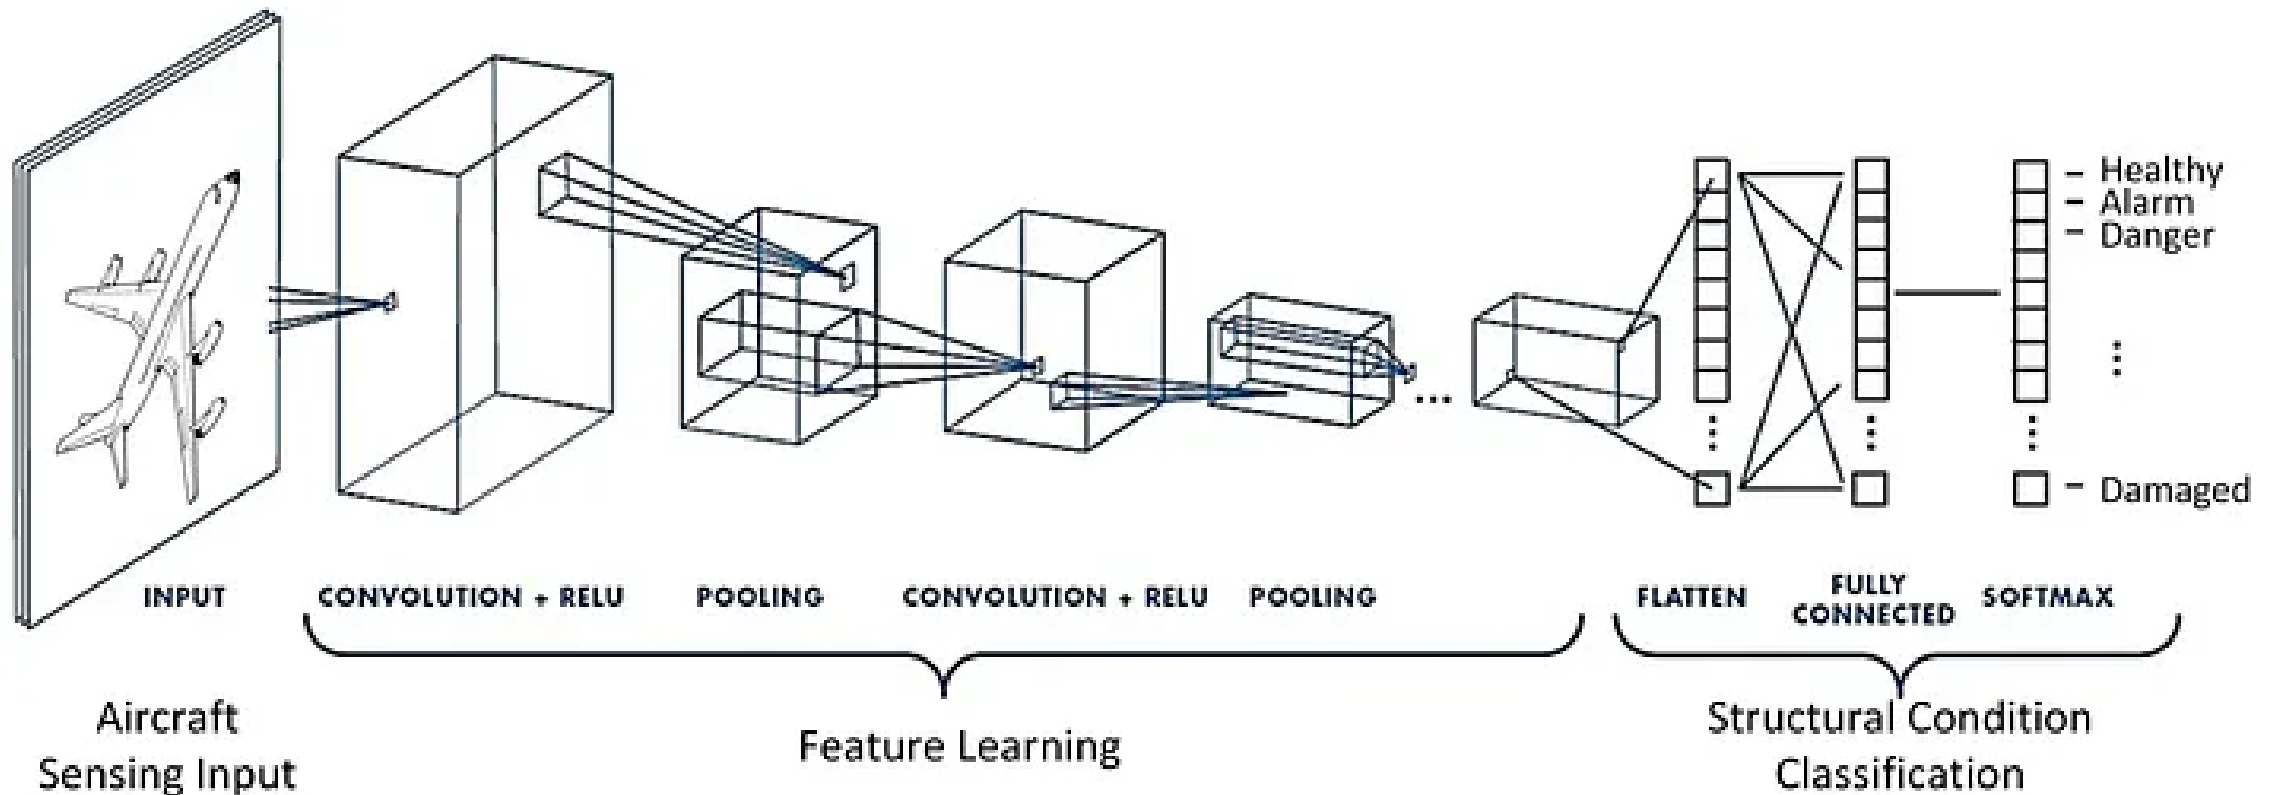 Healthy
Alarm
Danger
Damaged
INPUT
CONVOLUTION + RELU
POOLING
CONVOLUTION + RELU
POOLING
FLATTEN
FULLY
CONNECTED
SOFTMAX
Aircraft
Sensing Input
Feature Learning
Structural Condition
Classification